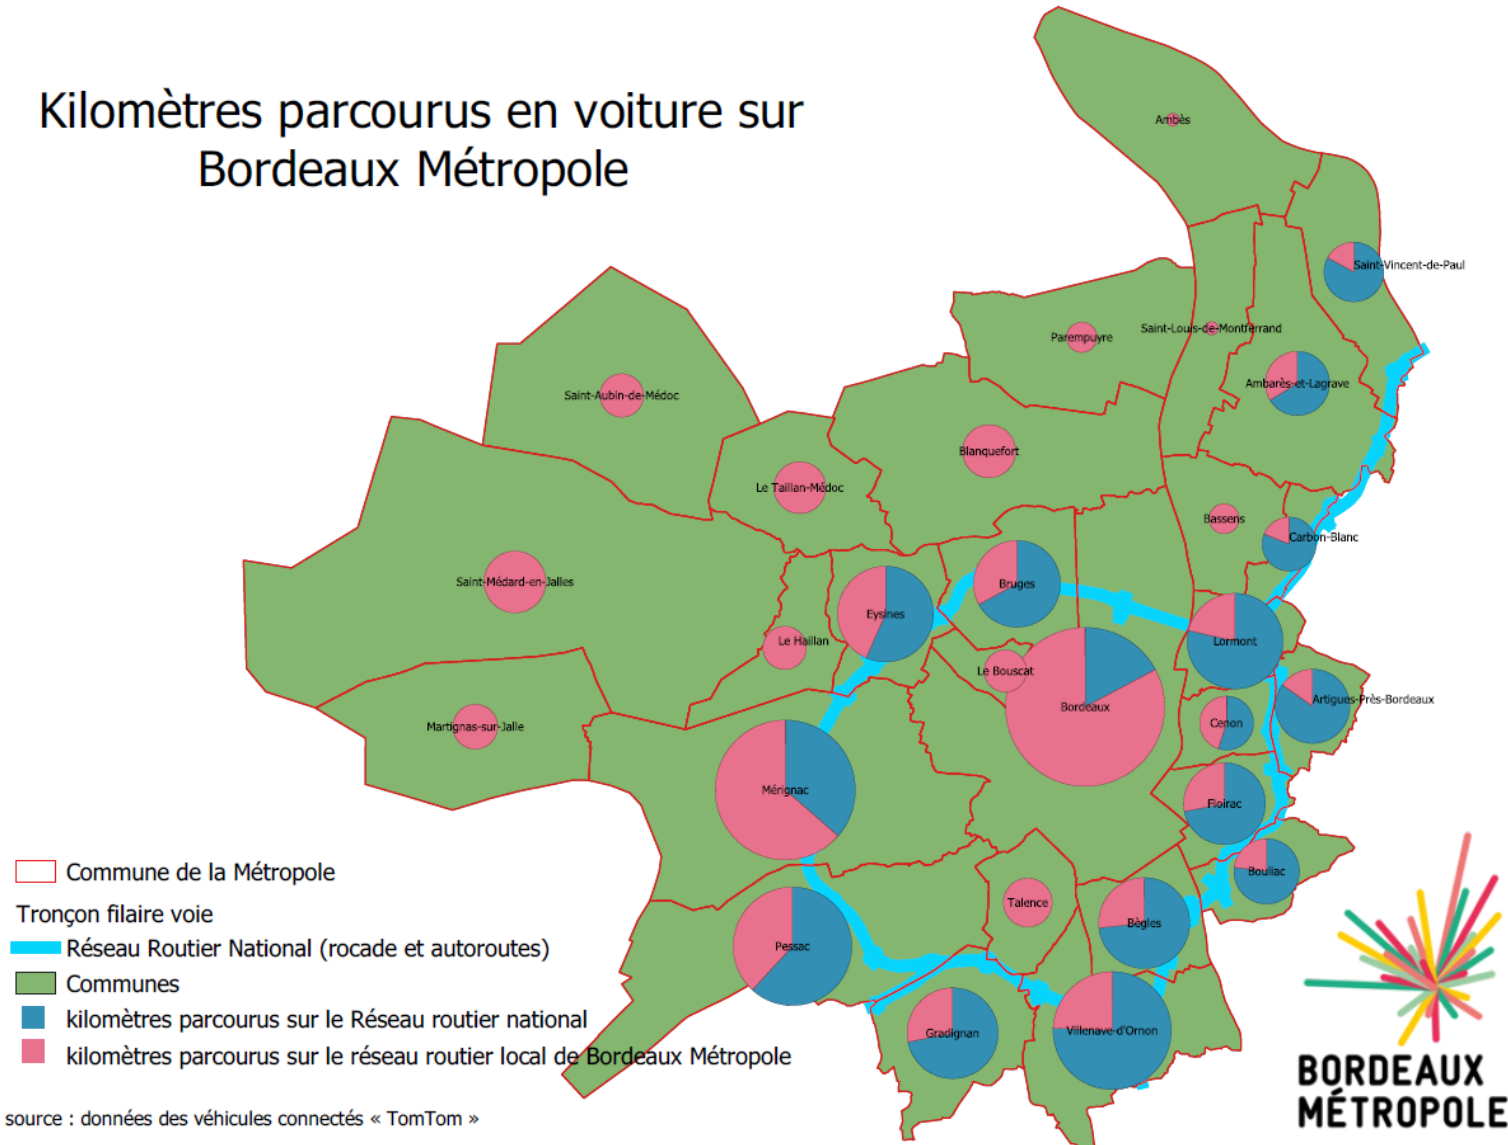 Kilomètres parcourus en voiture sur
Bordeaux Métropole
Ambès
Saint-Vincent-de-Paul
Saint-Louis-de-Montferrand
Parempuyre
Ambarès-et-Lagrave
Saint-Aubin-de-Médoc
Blanquefort
Le Taillan-Médoc
Bassens
Carbon-Blanc
Saint-Médard-en-Jalles
Bruges
Eysines
Le Haillan
Lormont
Le Bouscat
Bordeaux
Artigues-Près-Bordeaux
Cenon
Martignas-sur-Jalle
Mérignac
Floirac
Bouliac
Talence
Bègles
Pessac
Gradignan
Villenave-d'Ornon
Commune de la Métropole
Tronçon filaire voie
Réseau Routier National (rocade et autoroutes)
Communes
kilomètres parcourus sur le Réseau routier national
kilomètres parcourus sur le réseau routier local de Bordeaux Métropole
source : données des véhicules connectés « TomTom »
BORDEAUX
MÉTROPOLE